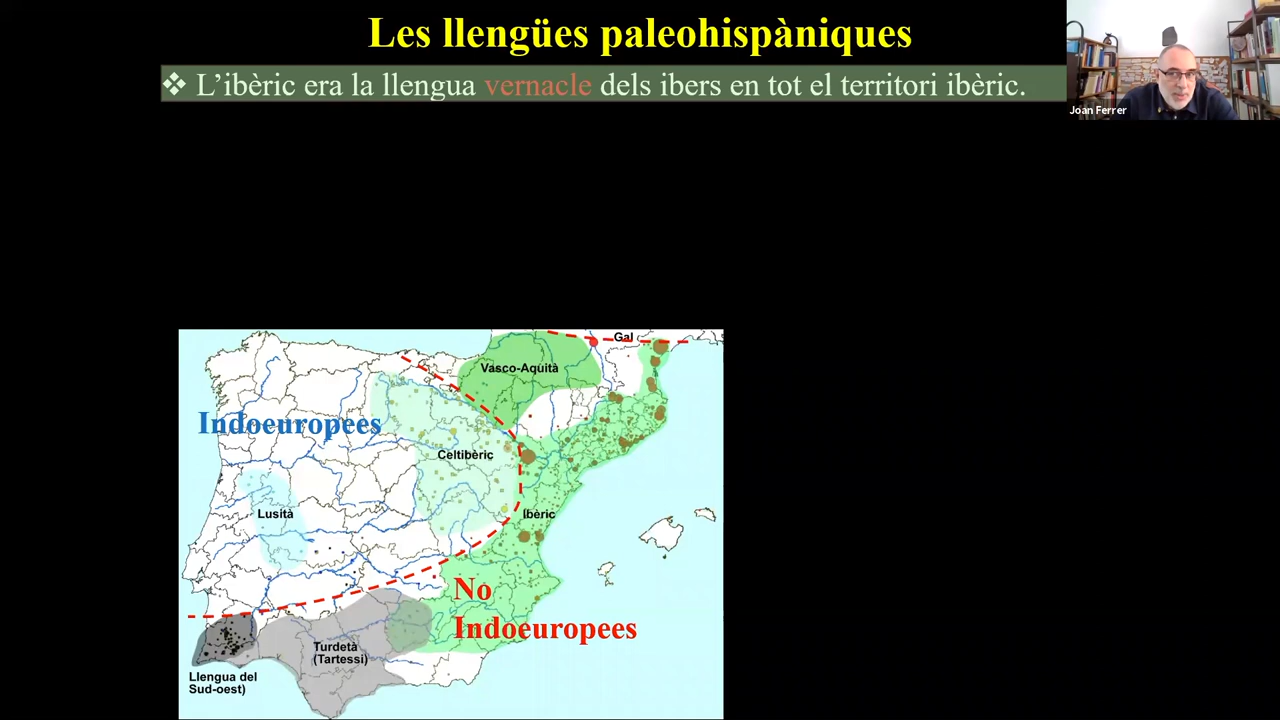 Les llengües paleohispàniques
❖ L’ibèric era la llengua vernacle dels ibers en tot el territori ibèric.
Joan Ferrer
Gal
Vasco-Aquità
Indoeuropees
Celtibèric
Lusità
Ibèric
No
Indoeuropees
Turdetà
(Tartessi)
Llengua del
Sud-oest)